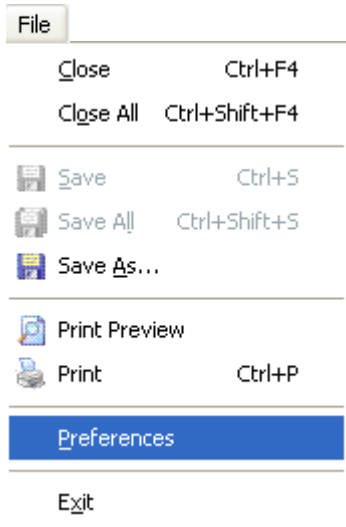 File
Close Ctrl+F4
Close All Ctrl+Shift+F4
Save Ctrl+S
Save All Ctrl+Shift+S
Save As...
Print Preview
Print Ctrl+P
Preferences
Exit